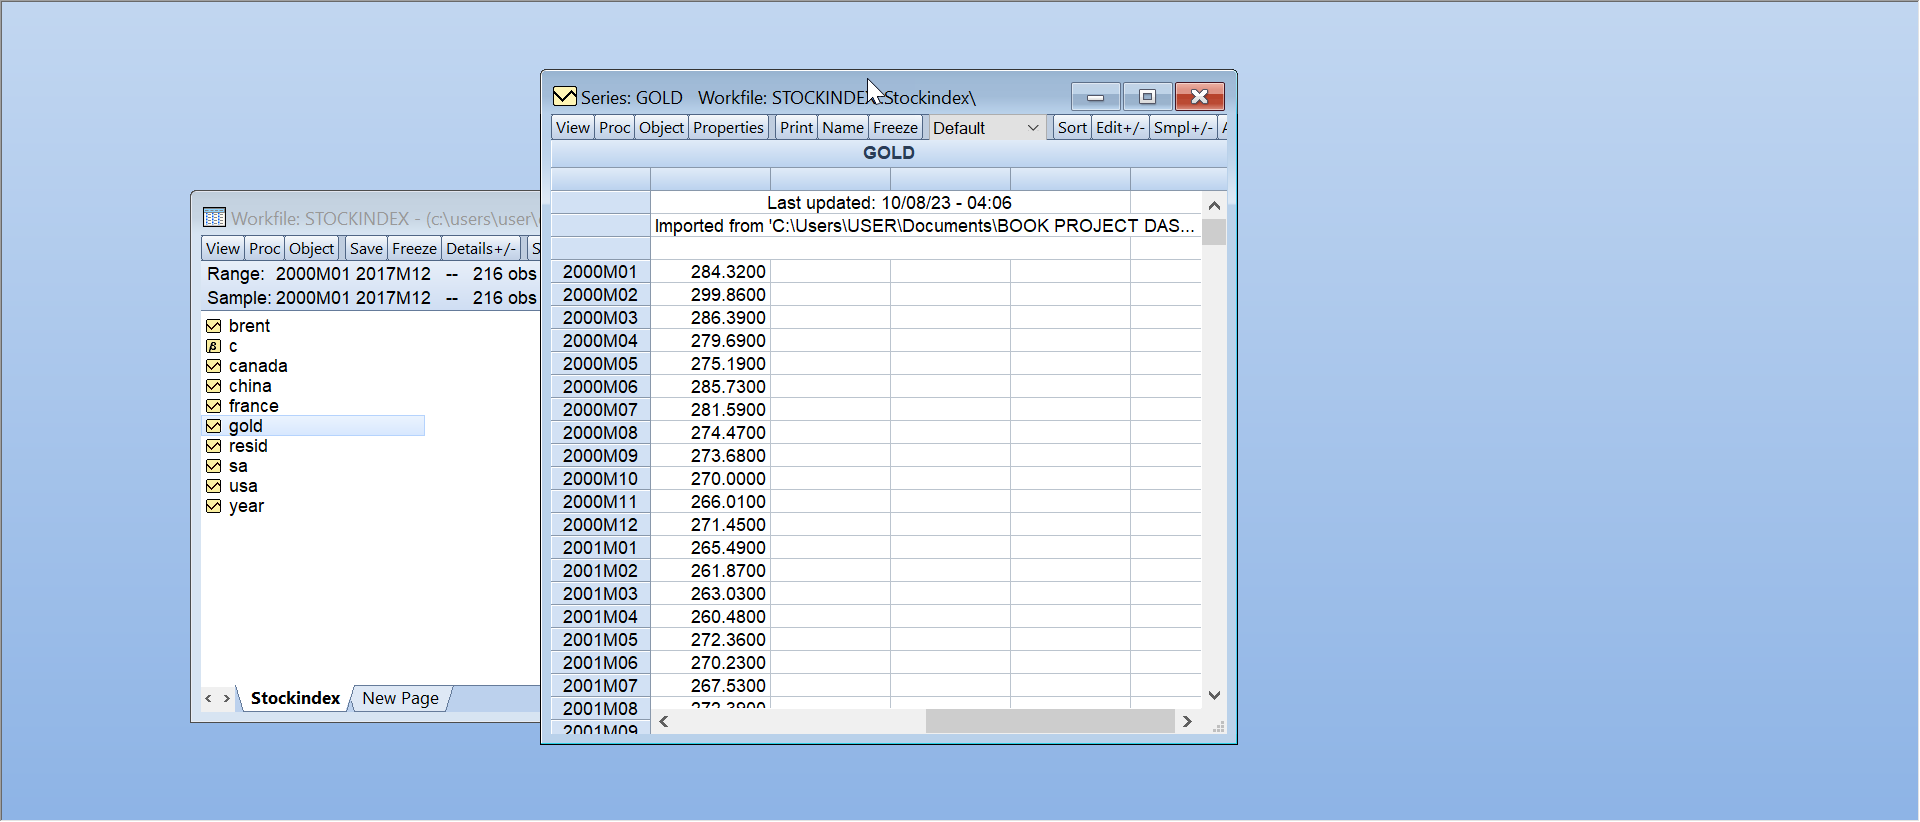 Workfile: STOCKINDEX - (c:\users\user\
View Proc Object Save Freeze Details+/- S
Range: 2000M01 2017M12 -- 216 obs
Sample: 2000M01 2017M12 -- 216 obs
brent
c
canada
china
france
gold
resid
sa
usa
year
Stockindex New Page
Series: GOLD Workfile: STOCKINDEX::Stockindex\
View Proc Object Properties Print Name Freeze Default Sort Edit+/- Smpl+/- A
GOLD
Last updated: 10/08/23 - 04:06
Imported from 'C:\Users\USER\Documents\BOOK PROJECT DAS...
2000M01 284.3200
2000M02 299.8600
2000M03 286.3900
2000M04 279.6900
2000M05 275.1900
2000M06 285.7300
2000M07 281.5900
2000M08 274.4700
2000M09 273.6800
2000M10 270.0000
2000M11 266.0100
2000M12 271.4500
2001M01 265.4900
2001M02 261.8700
2001M03 263.0300
2001M04 260.4800
2001M05 272.3600
2001M06 270.2300
2001M07 267.5300
2001M08 272.3900
2001M09